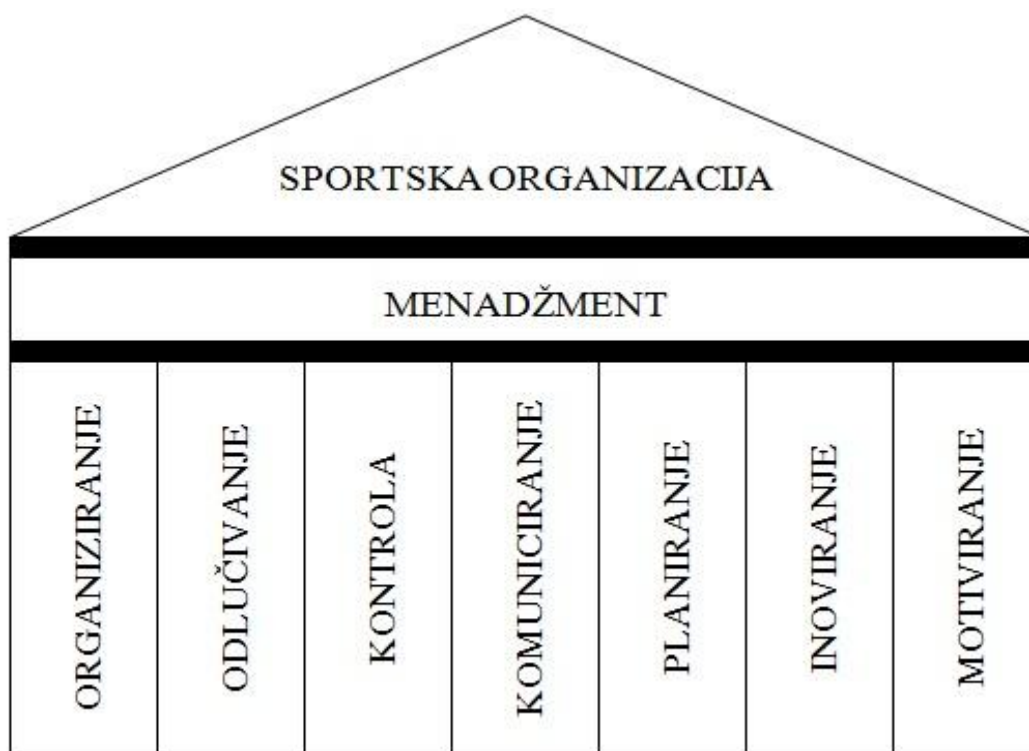 SPORTSKA ORGANIZACIJA
MENADŽMENT
ORGANIZIRANJE
ODLUČIVANJE
KONTROLA
KOMUNICIRANJE
PLANIRANJE
INOVIRANJE
MOTIVIRANJE